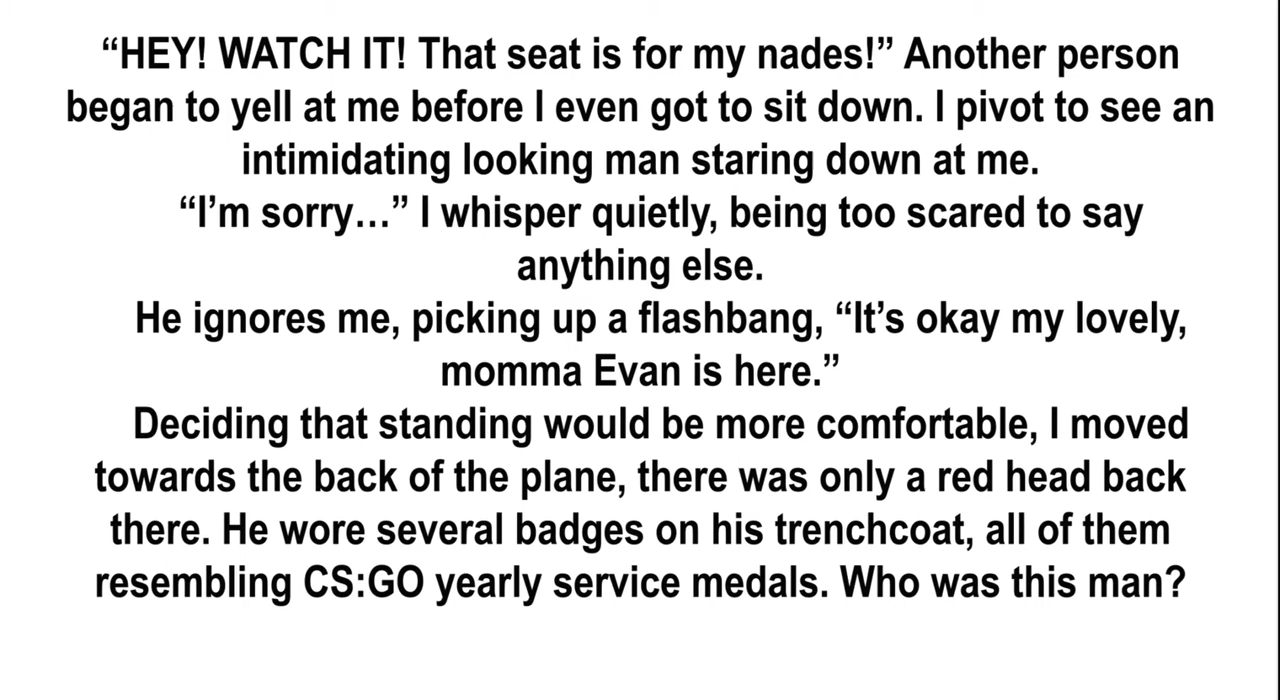 “HEY! WATCH IT! That seat is for my nades!” Another person
began to yell at me before I even got to sit down. I pivot to see an
intimidating looking man staring down at me.
“I’m sorry…” I whisper quietly, being too scared to say
anything else.
He ignores me, picking up a flashbang, “It’s okay my lovely,
momma Evan is here.”
Deciding that standing would be more comfortable, I moved
towards the back of the plane, there was only a red head back
there. He wore several badges on his trenchcoat, all of them
resembling CS:GO yearly service medals. Who was this man?